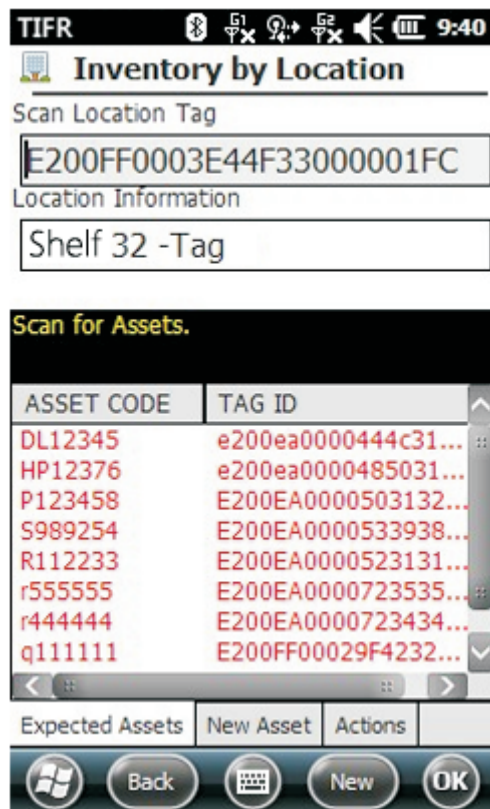 TIFR 9:40
Inventory by Location
Scan Location Tag
E200FF0003E44F33000001FC
Location Information
Shelf 32 -Tag
Scan for Assets.
ASSET CODE TAG ID
DL12345 e200ea0000444c31...
HP12376 e200ea0000485031...
P123458 E200EA0000503132...
S989254 E200EA0000533938...
R112233 E200EA0000523131...
r555555 E200EA0000723535...
r444444 E200EA0000723434...
q111111 E200FF00029F4232...
Expected Assets New Asset Actions
Back New OK